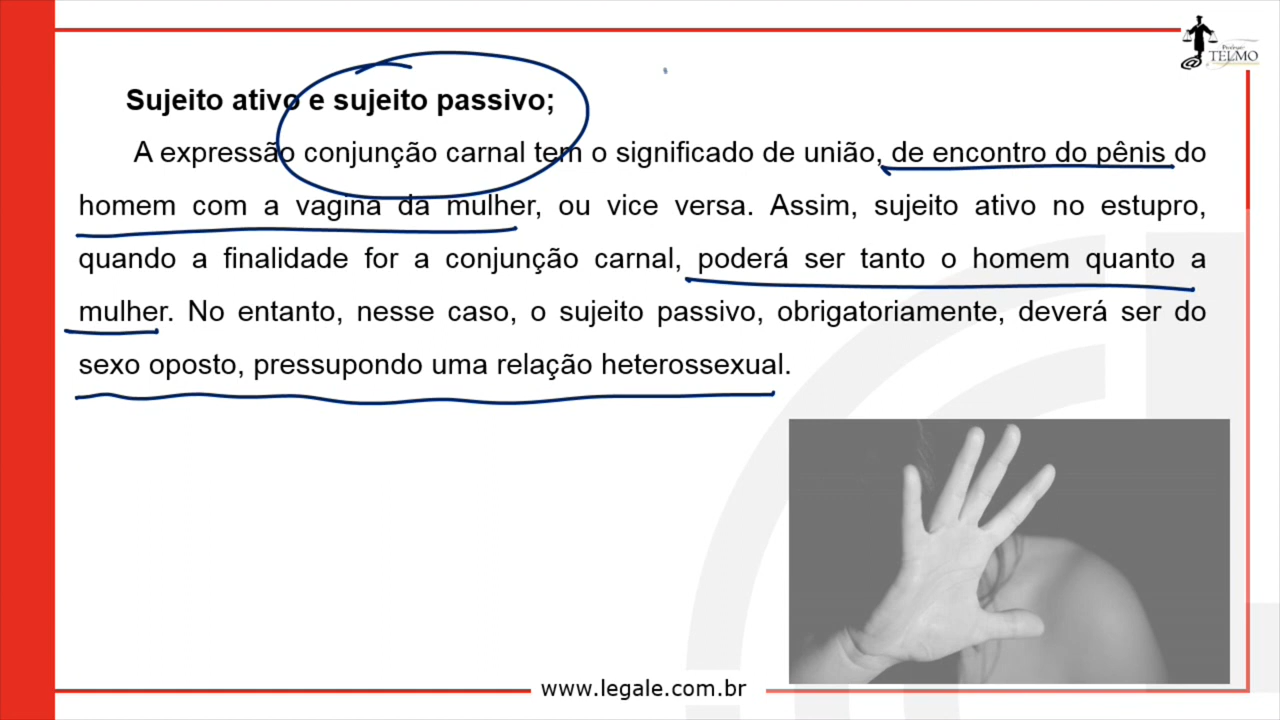 Professor
TELMO
Sujeito ativo e sujeito passivo;
A expressão conjunção carnal tem o significado de união, de encontro do pênis do
homem com a vagina da mulher, ou vice versa. Assim, sujeito ativo no estupro,
quando a finalidade for a conjunção carnal, poderá ser tanto o homem quanto a
mulher. No entanto, nesse caso, o sujeito passivo, obrigatoriamente, deverá ser do
sexo oposto, pressupondo uma relação heterossexual.
www.legale.com.br